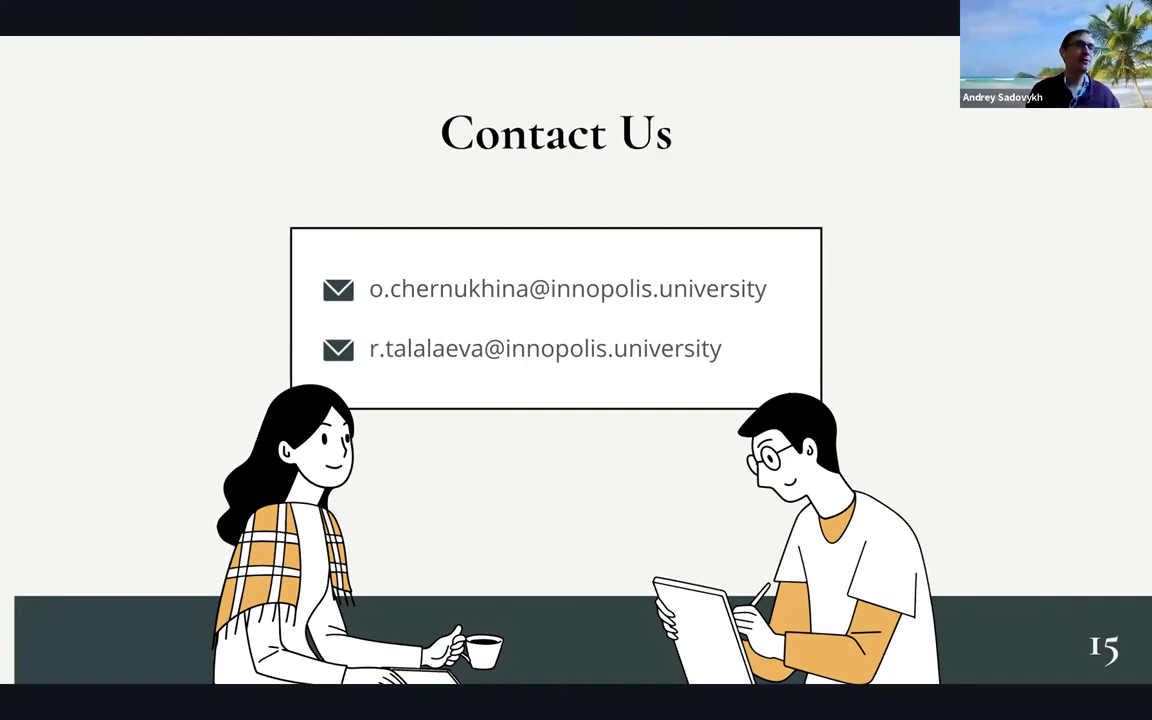 Andrey Sadovykh
Contact Us
o.chernukhina@innopolis.university
r.talalaeva@innopolis.university
15